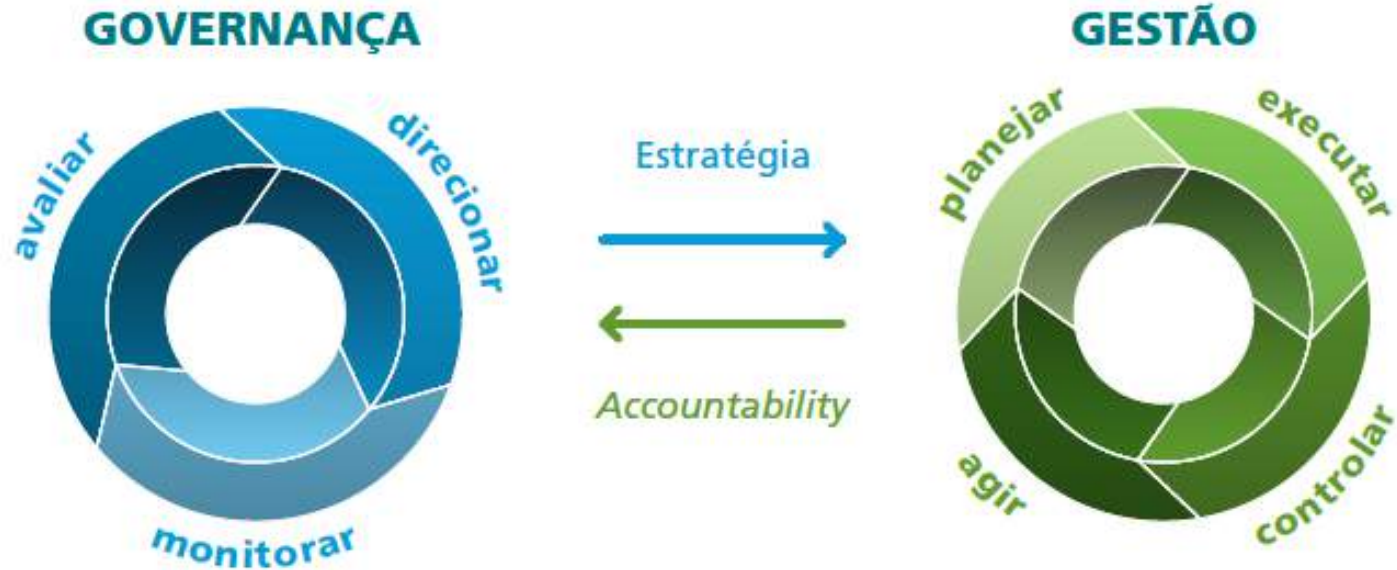 GOVERNANÇA
avaliar
direcionar
monitorar
Estratégia
Accountability
GESTÃO
planejar
executar
controlar
agir